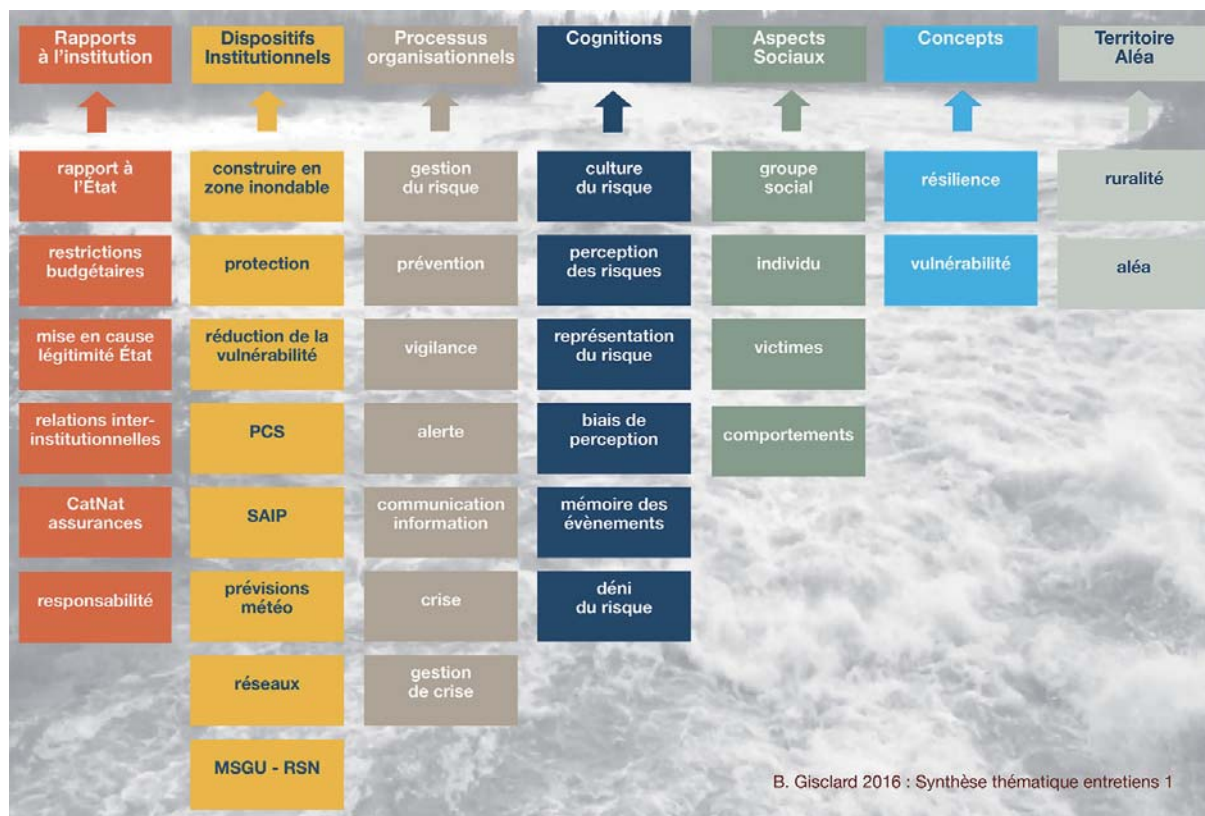 Rapports
à l'institution
Dispositifs
Institutionnels
Processus
organisationnels
Cognitions
Aspects
Sociaux
Concepts
Territoire
Aléa
rapport à
l'État
restrictions
budgétaires
mise en cause
légitimité État
relations inter-
institutionnelles
CatNat
assurances
responsabilité
construire en
zone inondable
protection
réduction de la
vulnérabilité
PCS
SAIP
prévisions
météo
réseaux
MSGU - RSN
gestion
du risque
prévention
vigilance
alerte
communication
information
crise
gestion
de crise
culture
du risque
perception
des risques
représentation
du risque
biais de
perception
mémoire des
évènements
déni
du risque
groupe
social
individu
victimes
comportements
résilience
vulnérabilité
ruralité
aléa
B. Gisclard 2016 : Synthèse thématique entretiens 1